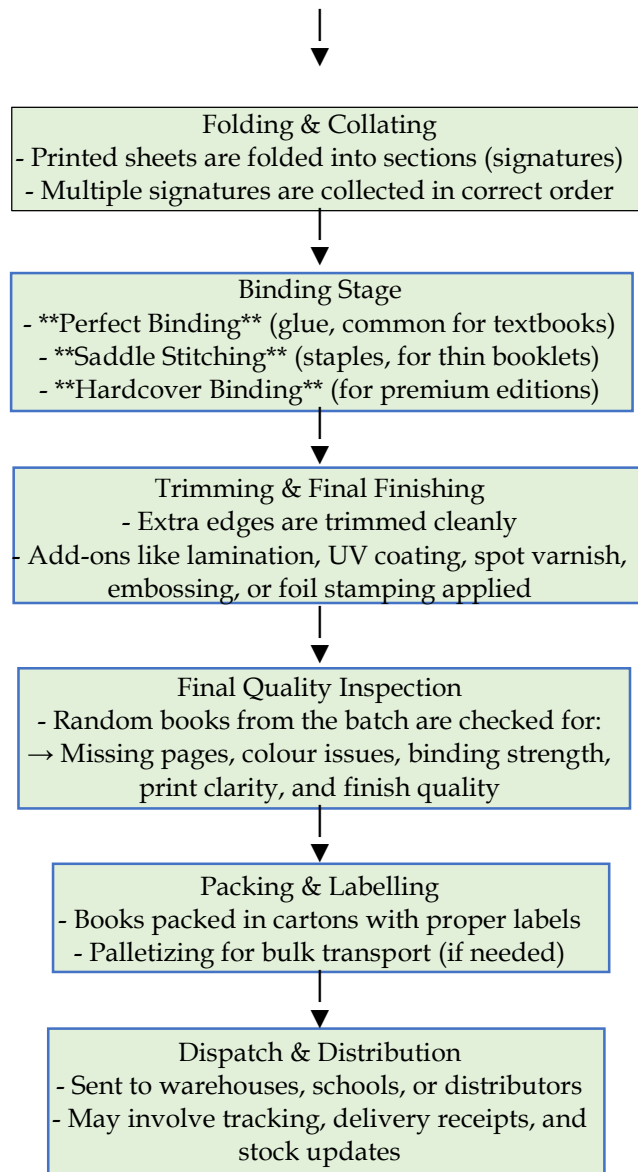 Folding & Collating
- Printed sheets are folded into sections (signatures)
- Multiple signatures are collected in correct order
Binding Stage
- **Perfect Binding** (glue, common for textbooks)
- **Saddle Stitching** (staples, for thin booklets)
- **Hardcover Binding** (for premium editions)
Trimming & Final Finishing
- Extra edges are trimmed cleanly
- Add-ons like lamination, UV coating, spot varnish,
embossing, or foil stamping applied
Final Quality Inspection
- Random books from the batch are checked for:
→ Missing pages, colour issues, binding strength,
print clarity, and finish quality
Packing & Labelling
- Books packed in cartons with proper labels
- Palletizing for bulk transport (if needed)
Dispatch & Distribution
- Sent to warehouses, schools, or distributors
- May involve tracking, delivery receipts, and
stock updates